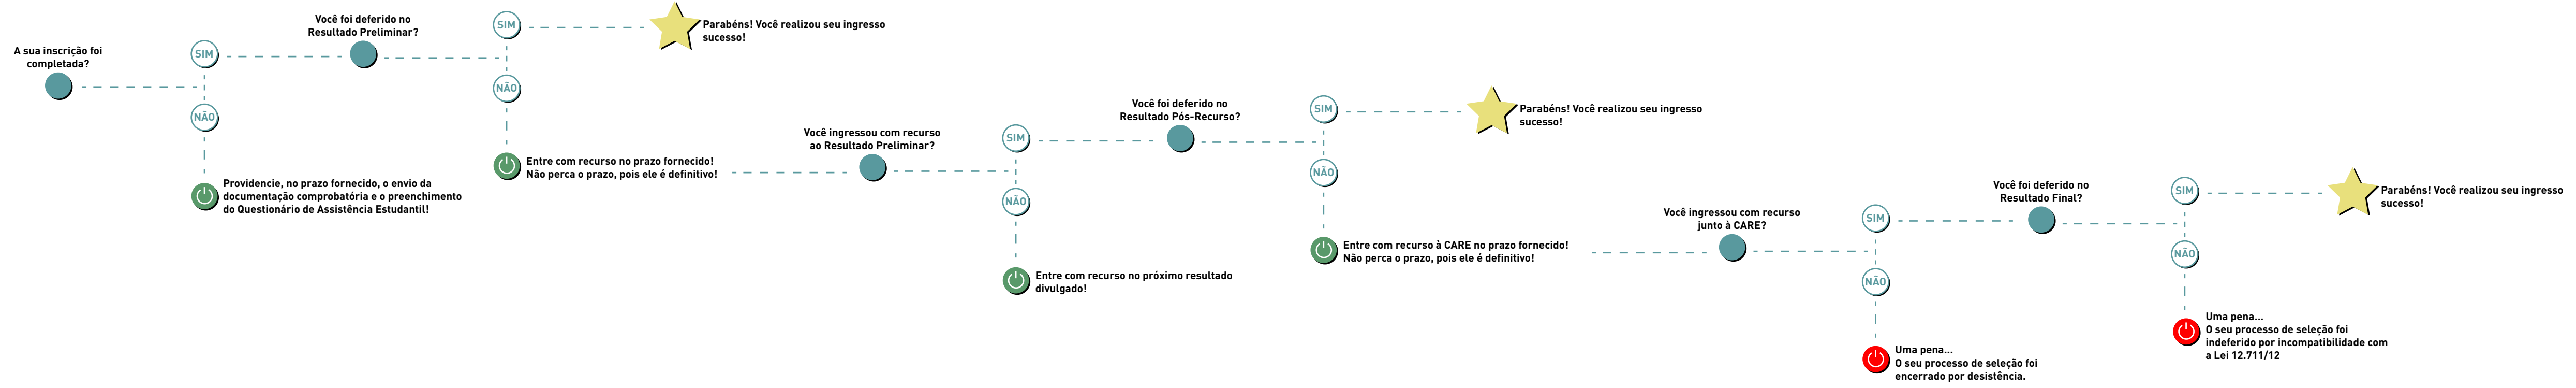 A sua inscrição foi
completada?
SIM
NÃO
Providencie, no prazo fornecido, o envio da
documentação comprobatória e o preenchimento
do Questionário de Assistência Estudantil!
Você foi deferido no
Resultado Preliminar?
SIM
Parabéns! Você realizou seu ingresso
sucesso!
NÃO
Entre com recurso no prazo fornecido!
Não perca o prazo, pois ele é definitivo!
Você ingressou com recurso
ao Resultado Preliminar?
SIM
NÃO
Entre com recurso no próximo resultado
divulgado!
Você foi deferido no
Resultado Pós-Recurso?
SIM
Parabéns! Você realizou seu ingresso
sucesso!
NÃO
Entre com recurso à CARE no prazo fornecido!
Não perca o prazo, pois ele é definitivo!
Você ingressou com recurso
junto à CARE?
SIM
NÃO
Uma pena...
O seu processo de seleção foi
encerrado por desistência.
Você foi deferido no
Resultado Final?
SIM
Parabéns! Você realizou seu ingresso
sucesso!
NÃO
Uma pena...
O seu processo de seleção foi
indeferido por incompatibilidade com
a Lei 12.711/12